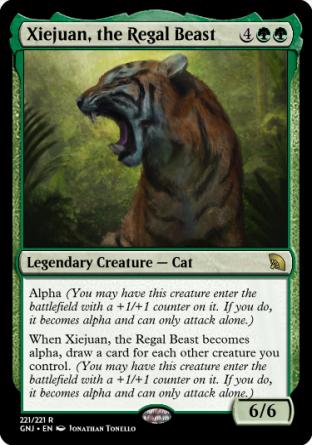 Xiejuan, the Regal Beast 4
Legendary Creature — Cat
Alpha (You may have this creature enter the
battlefield with a +1/+1 counter on it. If you do,
it becomes alpha and can only attack alone.)
When Xiejuan, the Regal Beast becomes
alpha, draw a card for each other creature you
control. (You may have this creature enter the
battlefield with a +1/+1 counter on it. If you do,
it becomes alpha and can only attack alone.)
6/6
221/221 R
GNJ • EN Jonathan Tonello